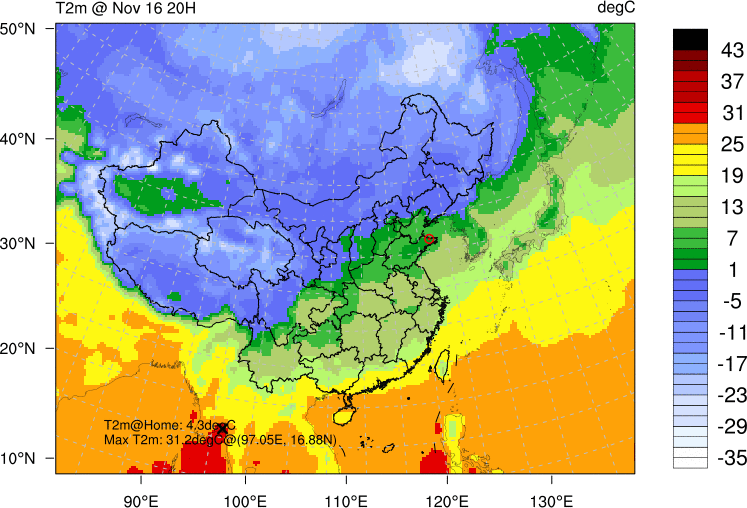 T2m @ Nov 16 20H
degC
50°N
40°N
30°N
20°N
10°N
T2m@Home: 4.3degC
Max T2m: 31.2degC@(97.05E, 16.88N)
90°E
100°E
110°E
120°E
130°E
43
37
31
25
19
13
7
1
-5
-11
-17
-23
-29
-35